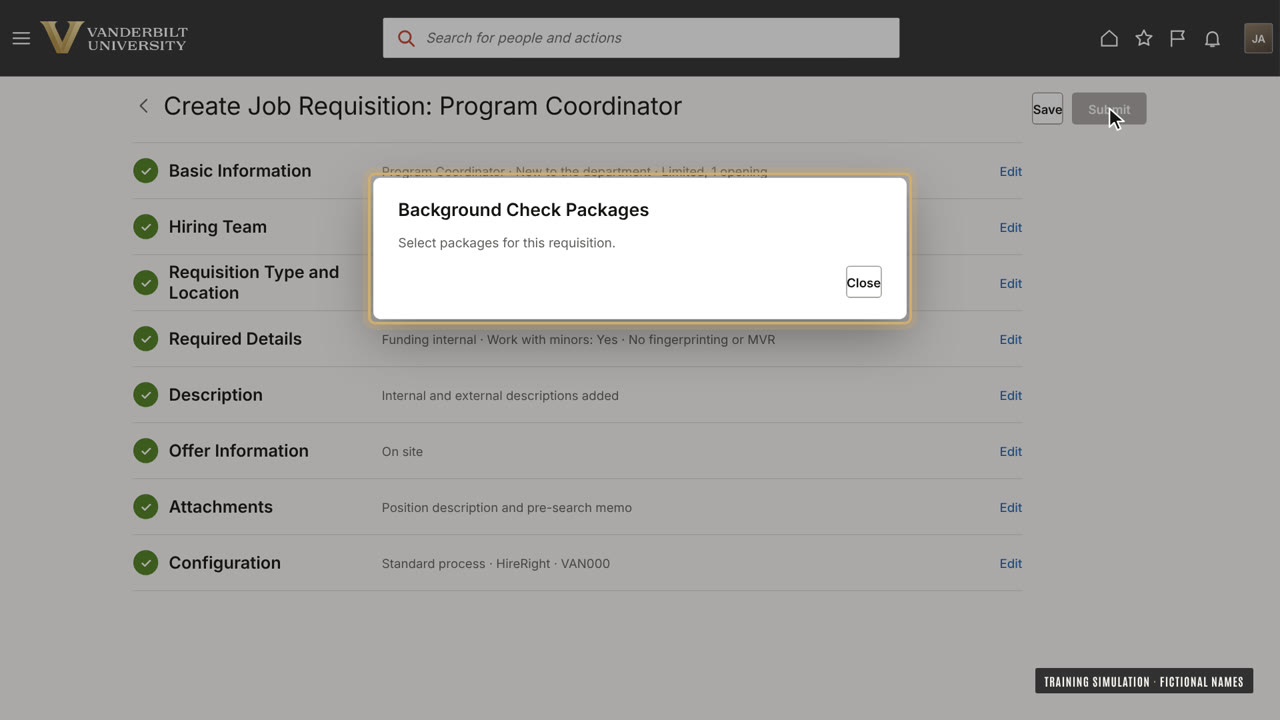 VANDERBILT
UNIVERSITY
Search for people and actions
JA
Create Job Requisition: Program Coordinator
Save
Submit
Basic Information
Program Coordinator · New to the department · Limited, 1 opening
Edit
Background Check Packages
Select packages for this requisition.
Close
Hiring Team
Edit
Requisition Type and
Location
Edit
Required Details
Funding internal · Work with minors: Yes · No fingerprinting or MVR
Edit
Description
Internal and external descriptions added
Edit
Offer Information
On site
Edit
Attachments
Position description and pre-search memo
Edit
Configuration
Standard process · HireRight · VAN000
Edit
TRAINING SIMULATION · FICTIONAL NAMES